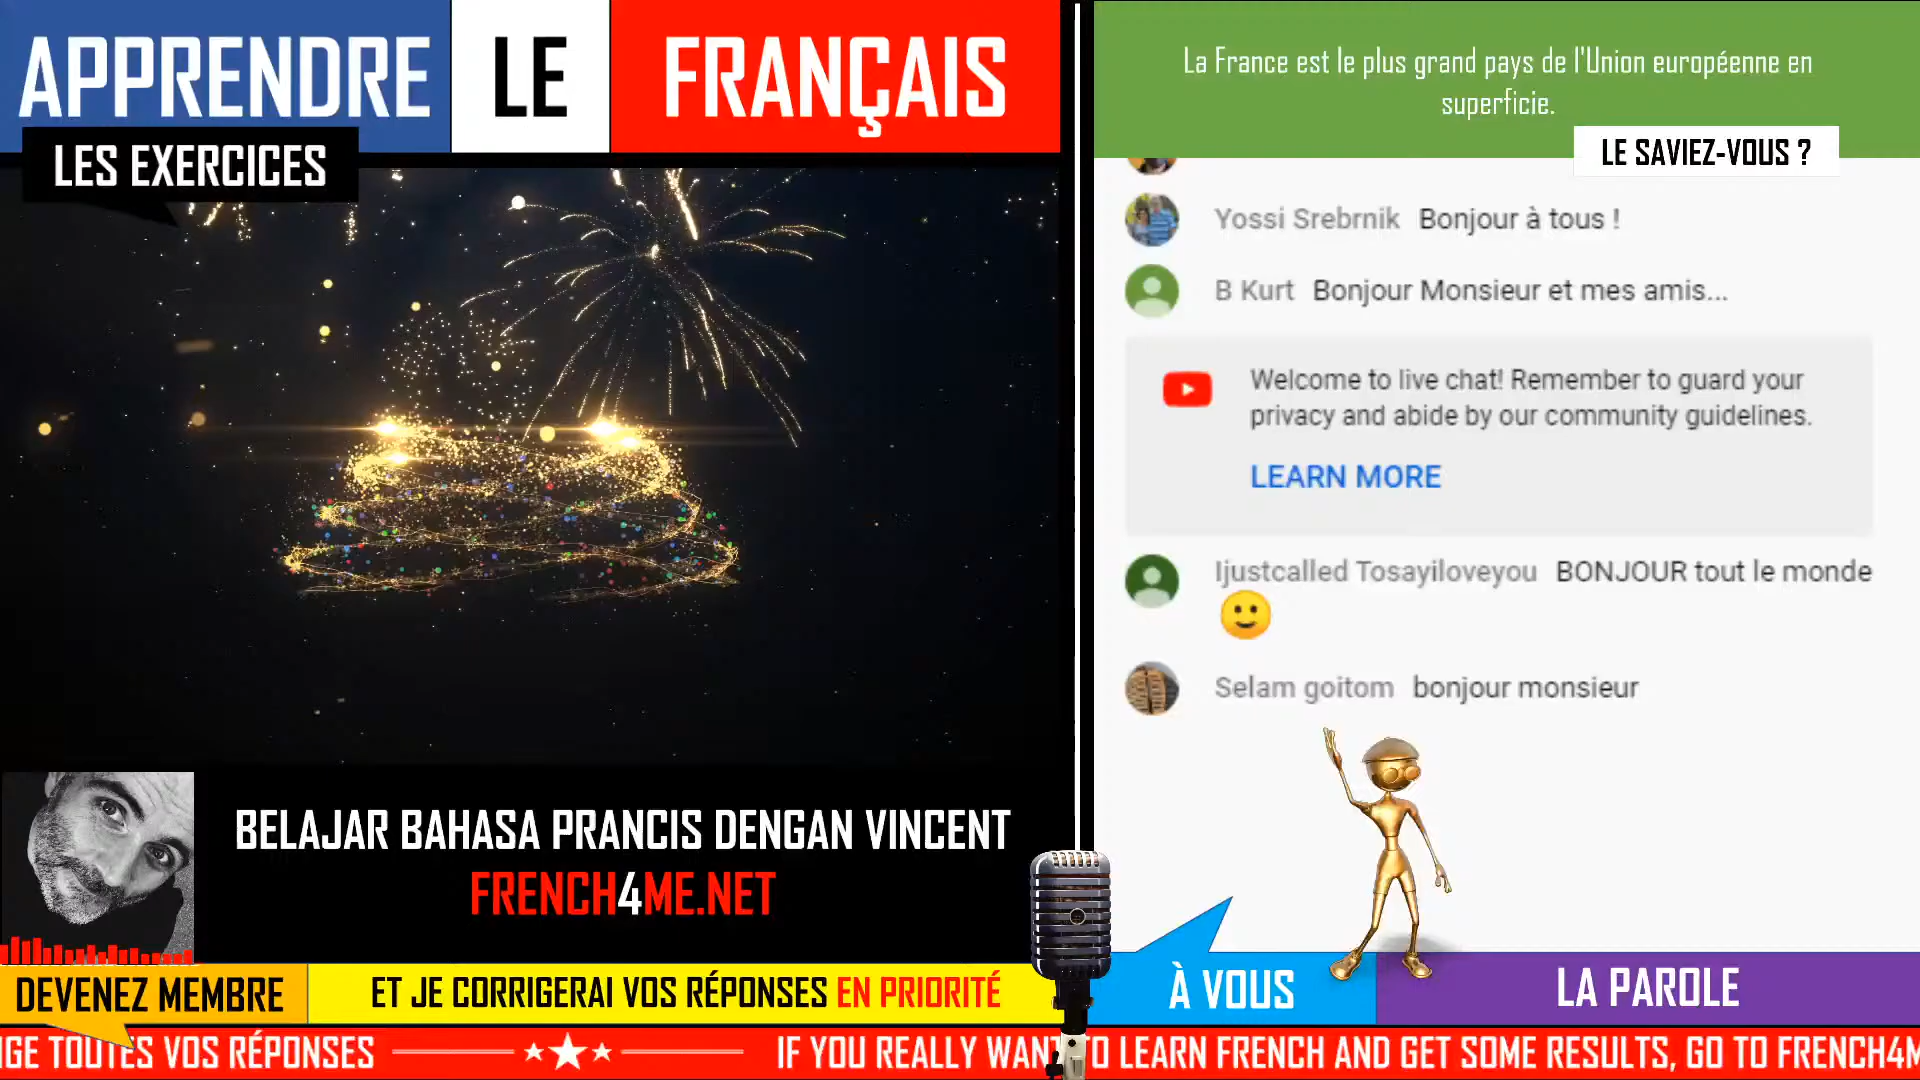 APPRENDRE LE FRANÇAIS
LES EXERCICES
La France est le plus grand pays de l'Union européenne en
superficie.
LE SAVIEZ-VOUS ?
Yossi Srebrnik Bonjour à tous !
B Kurt Bonjour Monsieur et mes amis...
Welcome to live chat! Remember to guard your
privacy and abide by our community guidelines.
LEARN MORE
Ijustcalled Tosayiloveyou BONJOUR tout le monde
Selam goitom bonjour monsieur
BELAJAR BAHASA PRANCIS DENGAN VINCENT
FRENCH4ME.NET
DEVENEZ MEMBRE
ET JE CORRIGERAI VOS RÉPONSES EN PRIORITÉ
À VOUS
LA PAROLE
IGE TOUTES VOS RÉPONSES
IF YOU REALLY WANT TO LEARN FRENCH AND GET SOME RESULTS, GO TO FRENCH4M